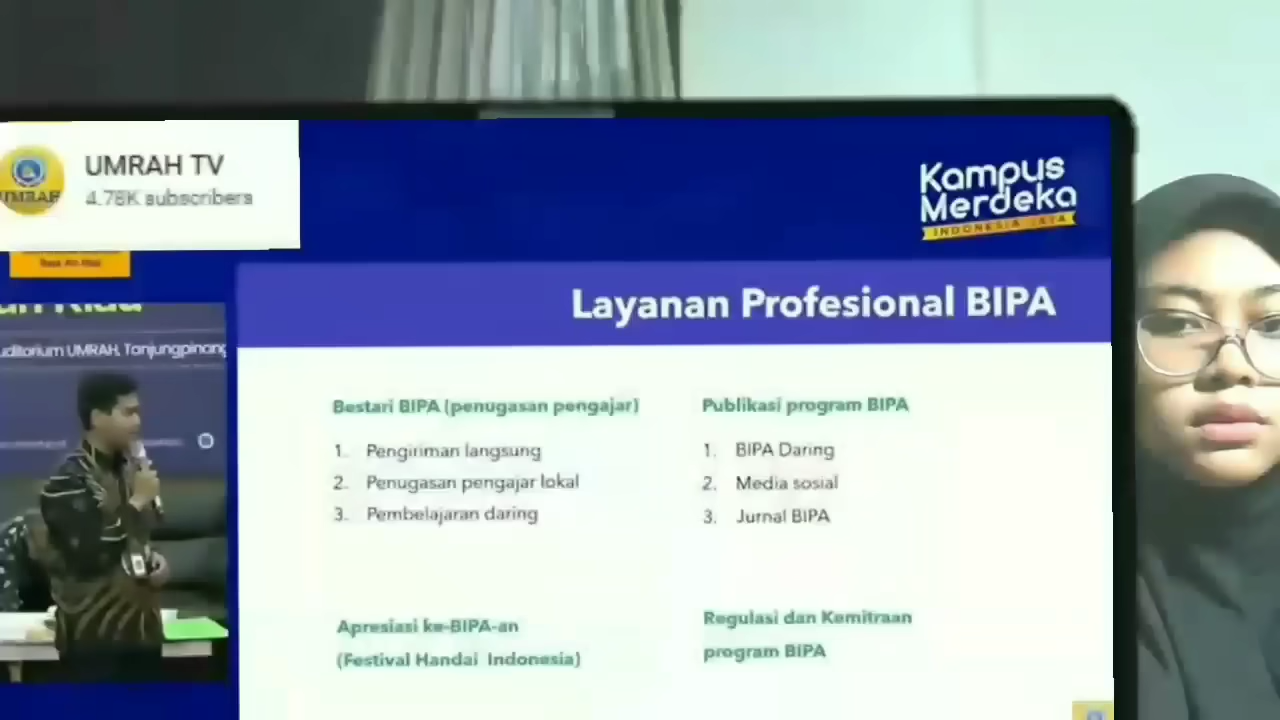 UMRAH TV
4.78K subscribers
UMRAH
Kampus
Merdeka
INDONESIA JAYA
Layanan Profesional BIPA
uditorium UMRAH, Tanjungpinang
Bestari BIPA (penugasan pengajar)
1. Pengiriman langsung
2. Penugasan pengajar lokal
3. Pembelajaran daring
Publikasi program BIPA
1. BIPA Daring
2. Media sosial
3. Jurnal BIPA
Apresiasi ke-BIPA-an
(Festival Handai Indonesia)
Regulasi dan Kemitraan
program BIPA